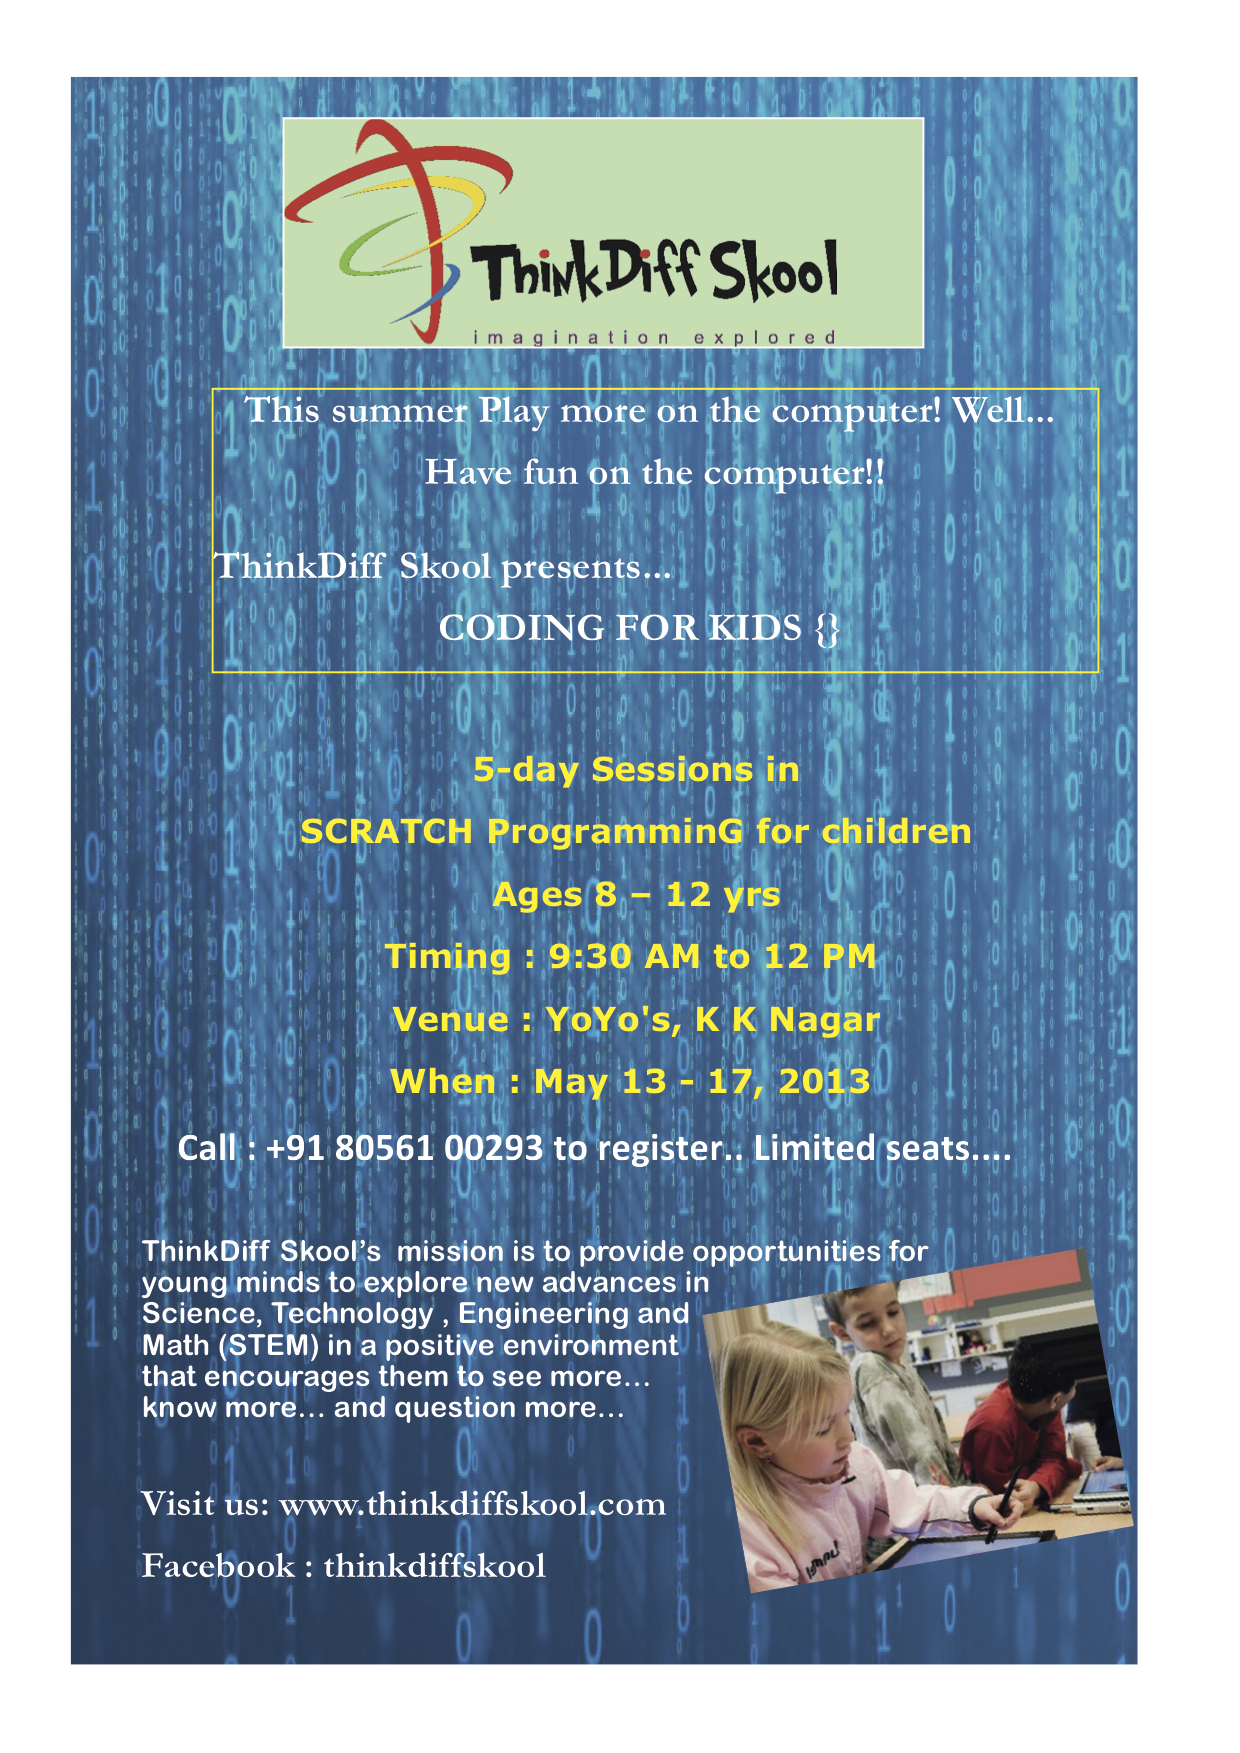 ThinkDiff Skool
imagination explored
This summer Play more on the computer! Well...
Have fun on the computer!!
ThinkDiff Skool presents...
CODING FOR KIDS {}
5-day Sessions in
SCRATCH ProgramminG for children
Ages 8 – 12 yrs
Timing : 9:30 AM to 12 PM
Venue : YoYo's, K K Nagar
When : May 13 - 17, 2013
Call : +91 80561 00293 to register.. Limited seats....
ThinkDiff Skool’s mission is to provide opportunities for
young minds to explore new advances in
Science, Technology , Engineering and
Math (STEM) in a positive environment
that encourages them to see more…
know more… and question more…
Visit us: www.thinkdiffskool.com
Facebook : thinkdiffskool